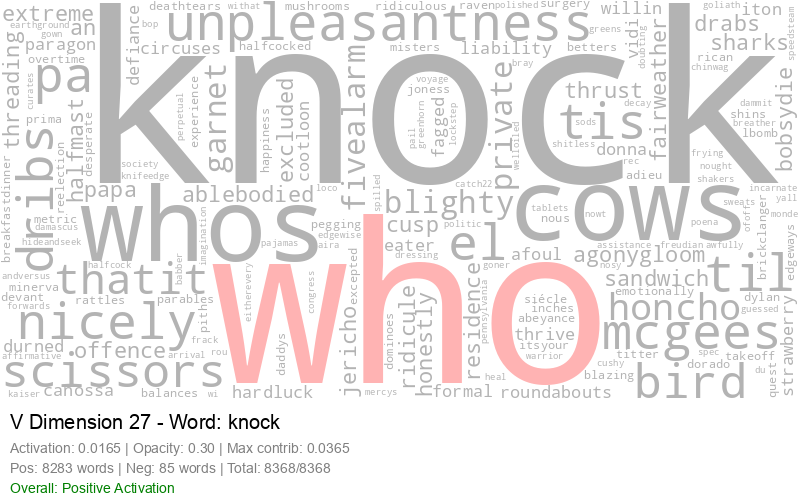 extreme an deathtears withat mushrooms ridiculous raven polished surgery willin goliath
earthground bop defiance unpleasantness greens vidi doubting drabs iton speedsteam
gown circuses halfcocked misters liability betters sharks
paragon overtime threading pa knock voyage joness bray rican chinwag
curates prima halfmast desperate perpetual experience garnet happiness excluded cootloon fivealarm pall greenhorn fagged lockstep private welloiled thrust tis decay fairweather dammit shins breather lbomb bobsydie
dribs reelection society knifeedge sods shitless donna rec frying nought
breakfastdinner papa ablebodied loco spilled catch22 blighty adieu shakers incarnate
metric damascus hideandseek whos imagination pegging edgewise cusp politic el tablets nowt nous cows sweats ofoff yall poena monde
pajamas aira eater dressing goner afoul assistance freudian awfully brickclanger edgeways
andversus halfcock babber thatit eitherevery congress excepted who nosy agonygloom sandwich til
minerva devant forwards rattles parables pith residence pennsylvania siècle inches emotionally honcho dylan guessed
nicely frack jericho dominoes ridicule honestly abeyance thrive itsyour warrior mcgees strawberry
durned offence affirmative arrival rou daddys titter spec takeoff
scissors heal cushy blazing dorado du quest
kaiser canossa balances wi hardluck mercys formal roundabouts bird
V Dimension 27 - Word: knock
Activation: 0.0165 | Opacity: 0.30 | Max contrib: 0.0365
Pos: 8283 words | Neg: 85 words | Total: 8368/8368
Overall: Positive Activation